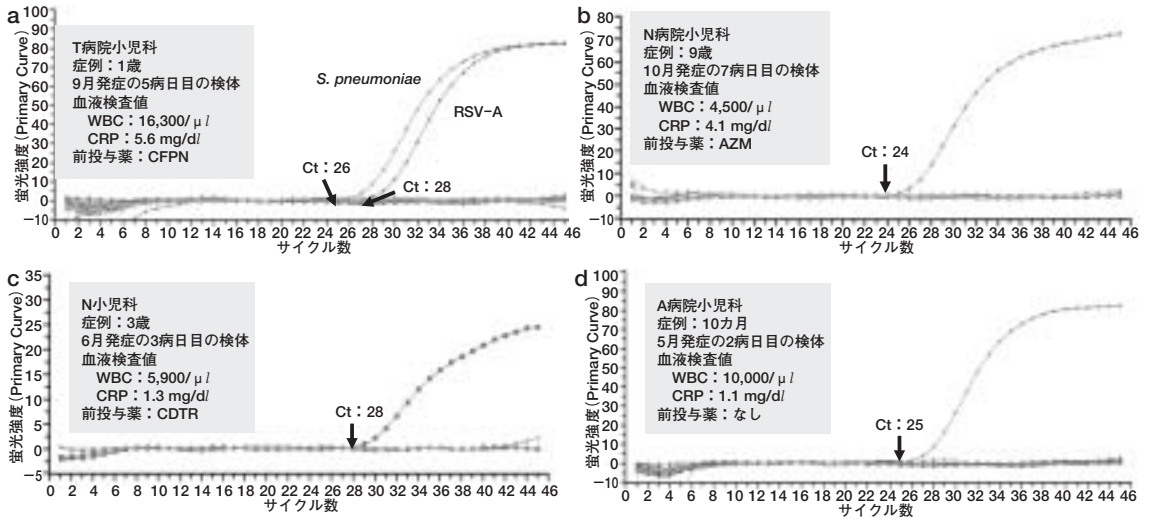 a
蛍光強度(Primary Curve)
100
90
80
70
60
50
40
30
20
10
0
−10
T病院小児科
症例：1歳
9月発症の5病日目の検体
血液検査値
WBC：16,300/μl
CRP：5.6 mg/dl
前投与薬：CFPN
S. pneumoniae
RSV−A
Ct：26
Ct：28
0 2 4 6 8 10 12 14 16 18 20 22 24 26 28 30 32 34 36 38 40 42 44 46
サイクル数
b
蛍光強度(Primary Curve)
80
70
60
50
40
30
20
10
0
−10
N病院小児科
症例：9歳
10月発症の7病日目の検体
血液検査値
WBC：4,500/μl
CRP：4.1 mg/dl
前投与薬：AZM
Ct：24
0 2 4 6 8 10 12 14 16 18 20 22 24 26 28 30 32 34 36 38 40 42 44 46
サイクル数
c
蛍光強度(Primary Curve)
35
30
25
20
15
10
5
0
−5
N小児科
症例：3歳
6月発症の3病日目の検体
血液検査値
WBC：5,900/μl
CRP：1.3 mg/dl
前投与薬：CDTR
Ct：28
0 2 4 6 8 10 12 14 16 18 20 22 24 26 28 30 32 34 36 38 40 42 44 46
サイクル数
d
蛍光強度(Primary Curve)
100
90
80
70
60
50
40
30
20
10
0
−10
A病院小児科
症例：10カ月
5月発症の2病日目の検体
血液検査値
WBC：10,000/μl
CRP：1.1 mg/dl
前投与薬：なし
Ct：25
0 2 4 6 8 10 12 14 16 18 20 22 24 26 28 30 32 34 36 38 40 42 44 46
サイクル数